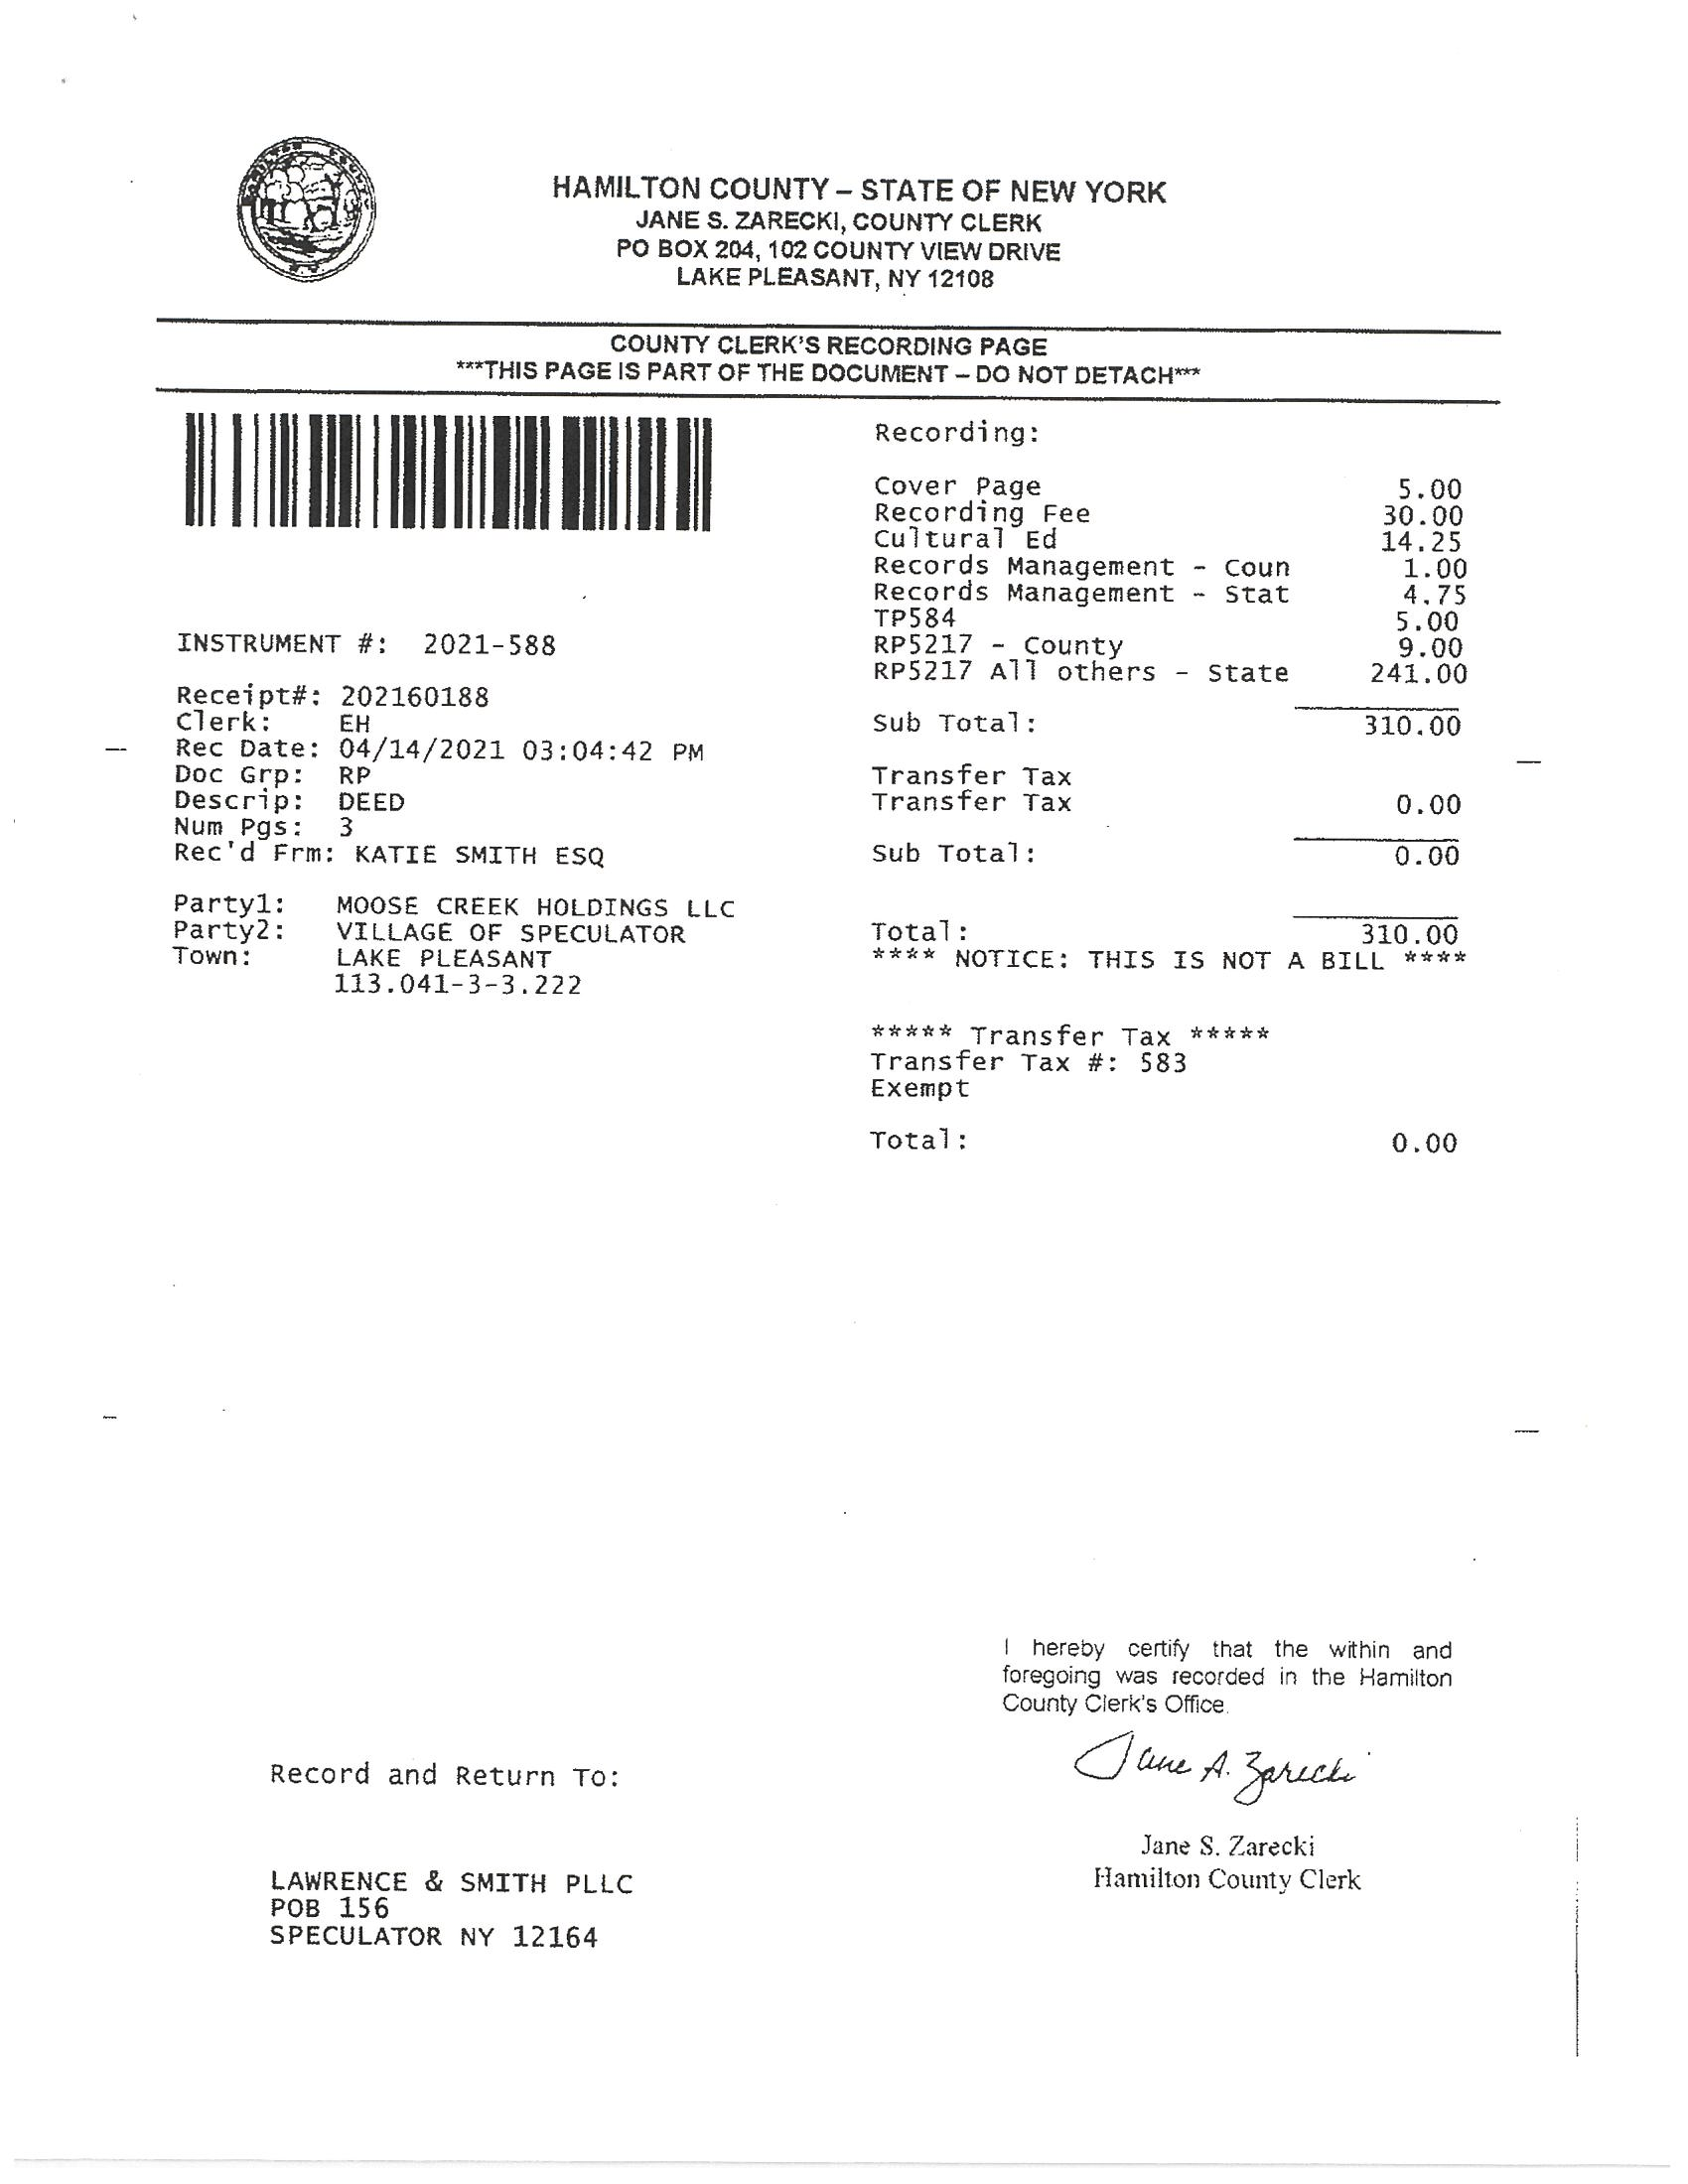 HAMILTON COUNTY – STATE OF NEW YORK
JANE S. ZARECKI, COUNTY CLERK
PO BOX 204, 102 COUNTY VIEW DRIVE
LAKE PLEASANT, NY 12108
COUNTY CLERK'S RECORDING PAGE
***THIS PAGE IS PART OF THE DOCUMENT – DO NOT DETACH***
INSTRUMENT #: 2021-588
Receipt#: 202160188
Clerk: EH
Rec Date: 04/14/2021 03:04:42 PM
Doc Grp: RP
Descrip: DEED
Num Pgs: 3
Rec'd Frm: KATIE SMITH ESQ
Party1: MOOSE CREEK HOLDINGS LLC
Party2: VILLAGE OF SPECULATOR
Town: LAKE PLEASANT
113.041-3-3.222
Recording:
Cover Page 5.00
Recording Fee 30.00
Cultural Ed 14.25
Records Management - Coun 1.00
Records Management - Stat 4.75
TP584 5.00
RP5217 - County 9.00
RP5217 All others - State 241.00
Sub Total: 310.00
Transfer Tax
Transfer Tax 0.00
Sub Total: 0.00
Total: 310.00
**** NOTICE: THIS IS NOT A BILL ****
***** Transfer Tax *****
Transfer Tax #: 583
Exempt
Total: 0.00
I hereby certify that the within and
foregoing was recorded in the Hamilton
County Clerk's Office.
Jane A. Zarecki
Jane S. Zarecki
Hamilton County Clerk
Record and Return To:
LAWRENCE & SMITH PLLC
POB 156
SPECULATOR NY 12164